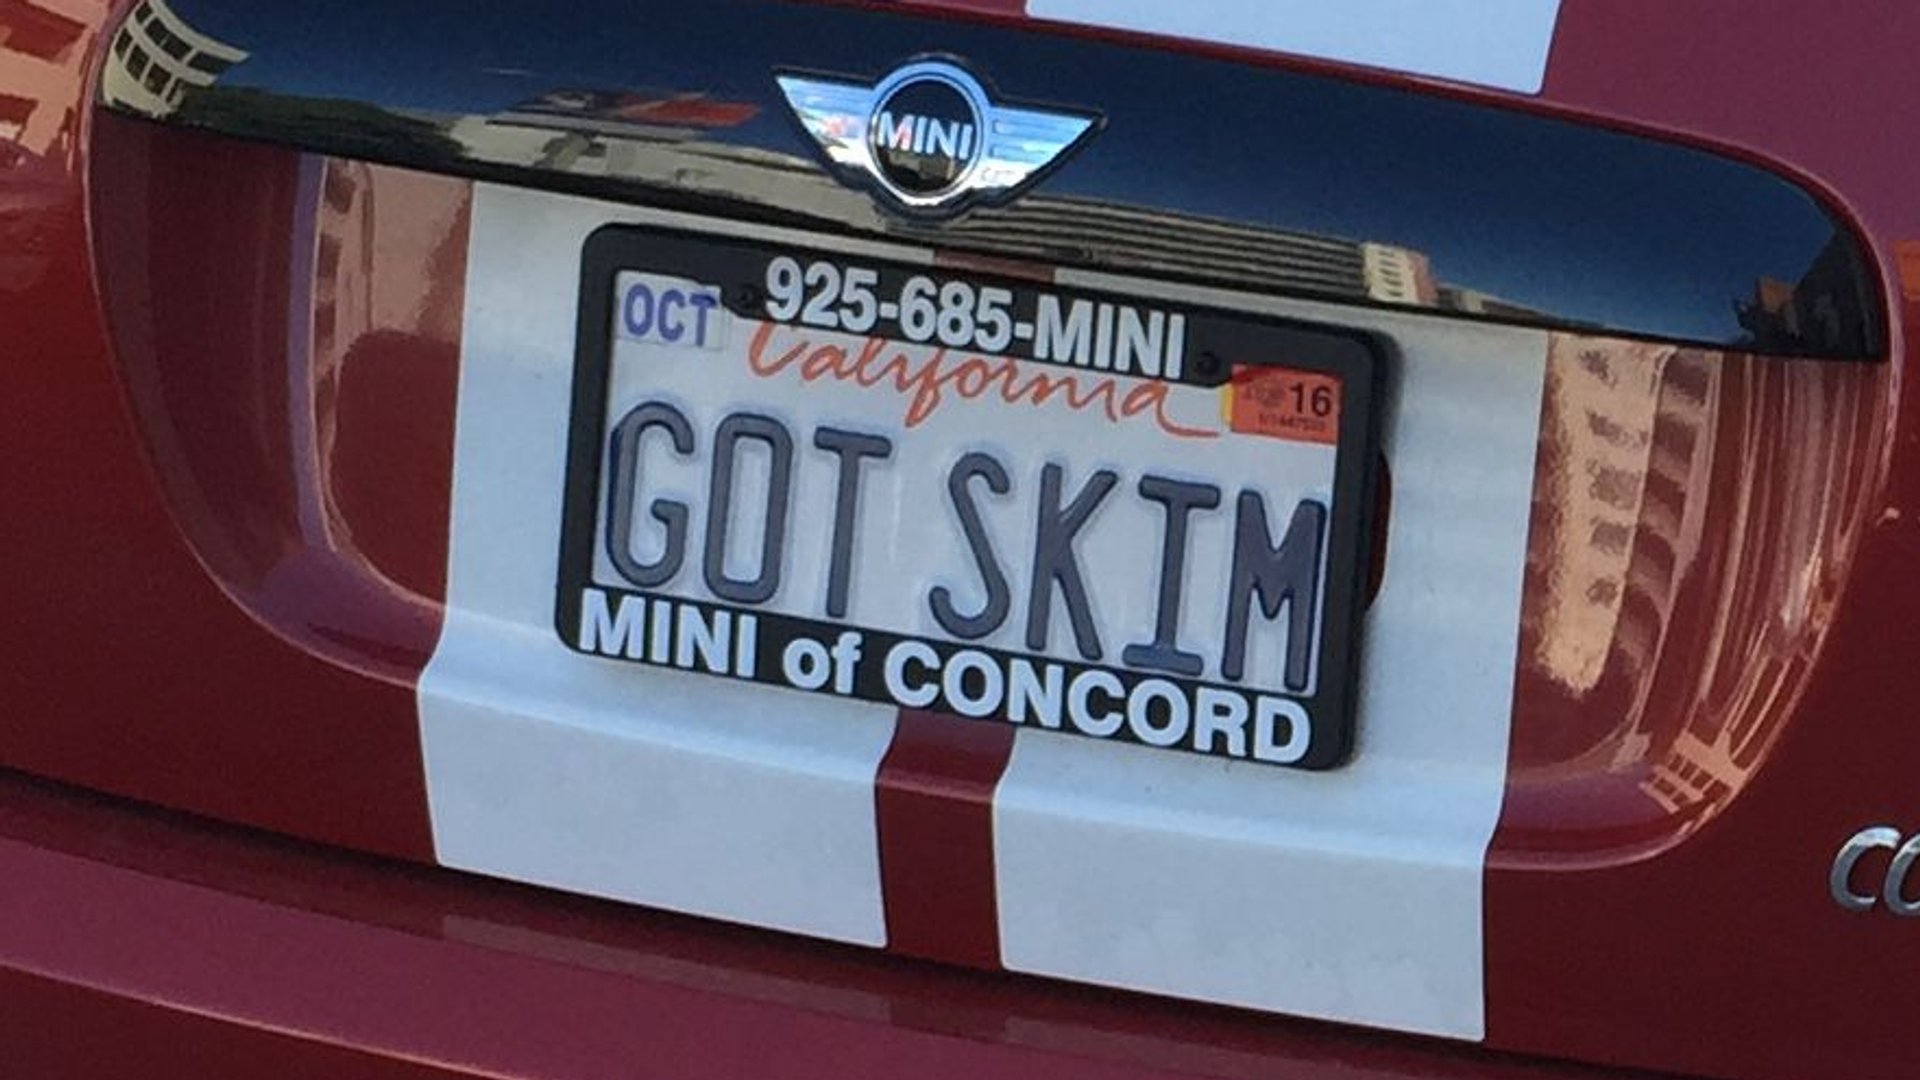 MINI
925-685-MINI
OCT
California
16
GOT SKIM
MINI of CONCORD